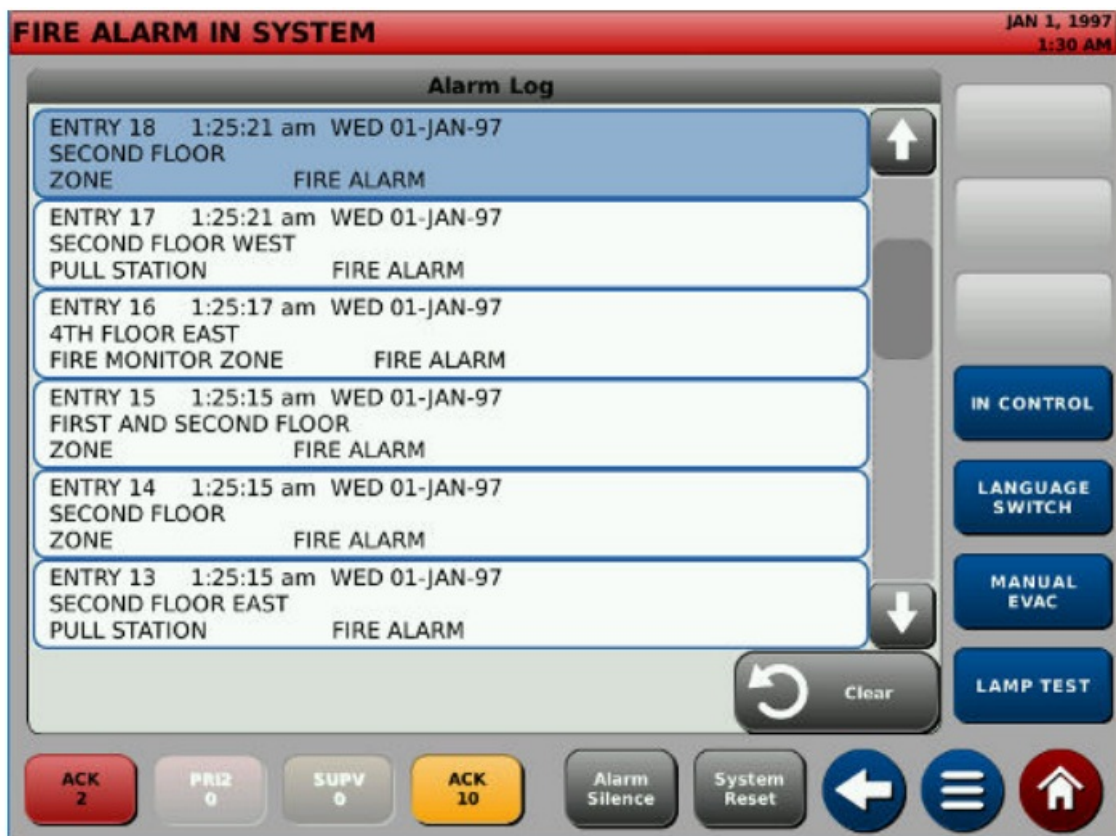 FIRE ALARM IN SYSTEM
JAN 1, 1997
1:30 AM
Alarm Log
ENTRY 18 1:25:21 am WED 01-JAN-97
SECOND FLOOR
ZONE FIRE ALARM
ENTRY 17 1:25:21 am WED 01-JAN-97
SECOND FLOOR WEST
PULL STATION FIRE ALARM
ENTRY 16 1:25:17 am WED 01-JAN-97
4TH FLOOR EAST
FIRE MONITOR ZONE FIRE ALARM
ENTRY 15 1:25:15 am WED 01-JAN-97
FIRST AND SECOND FLOOR
ZONE FIRE ALARM
ENTRY 14 1:25:15 am WED 01-JAN-97
SECOND FLOOR
ZONE FIRE ALARM
ENTRY 13 1:25:15 am WED 01-JAN-97
SECOND FLOOR EAST
PULL STATION FIRE ALARM
Clear
IN CONTROL
LANGUAGE
SWITCH
MANUAL
EVAC
LAMP TEST
ACK
2
PRI2
0
SUPV
0
ACK
10
Alarm
Silence
System
Reset